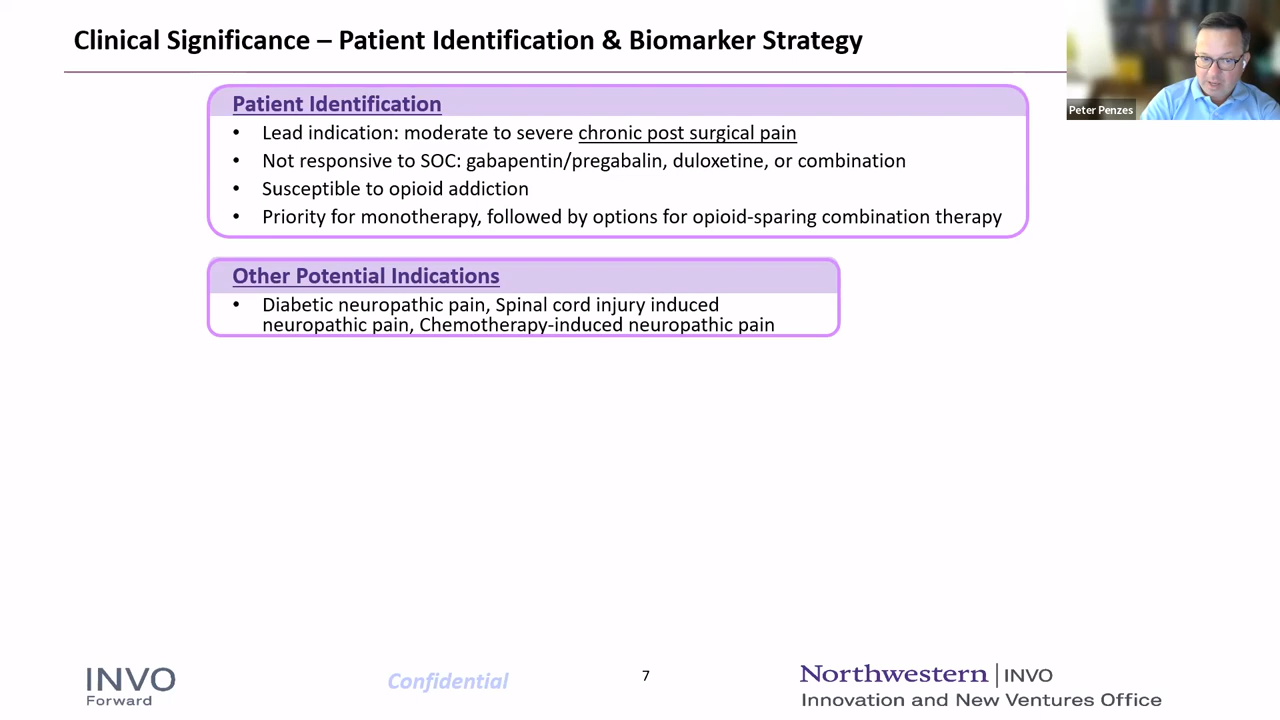 Clinical Significance – Patient Identification & Biomarker Strategy
Peter Penzes
Patient Identification
• Lead indication: moderate to severe chronic post surgical pain
• Not responsive to SOC: gabapentin/pregabalin, duloxetine, or combination
• Susceptible to opioid addiction
• Priority for monotherapy, followed by options for opioid-sparing combination therapy
Other Potential Indications
• Diabetic neuropathic pain, Spinal cord injury induced
neuropathic pain, Chemotherapy-induced neuropathic pain
INVO
Forward
Confidential
7
Northwestern | INVO
Innovation and New Ventures Office